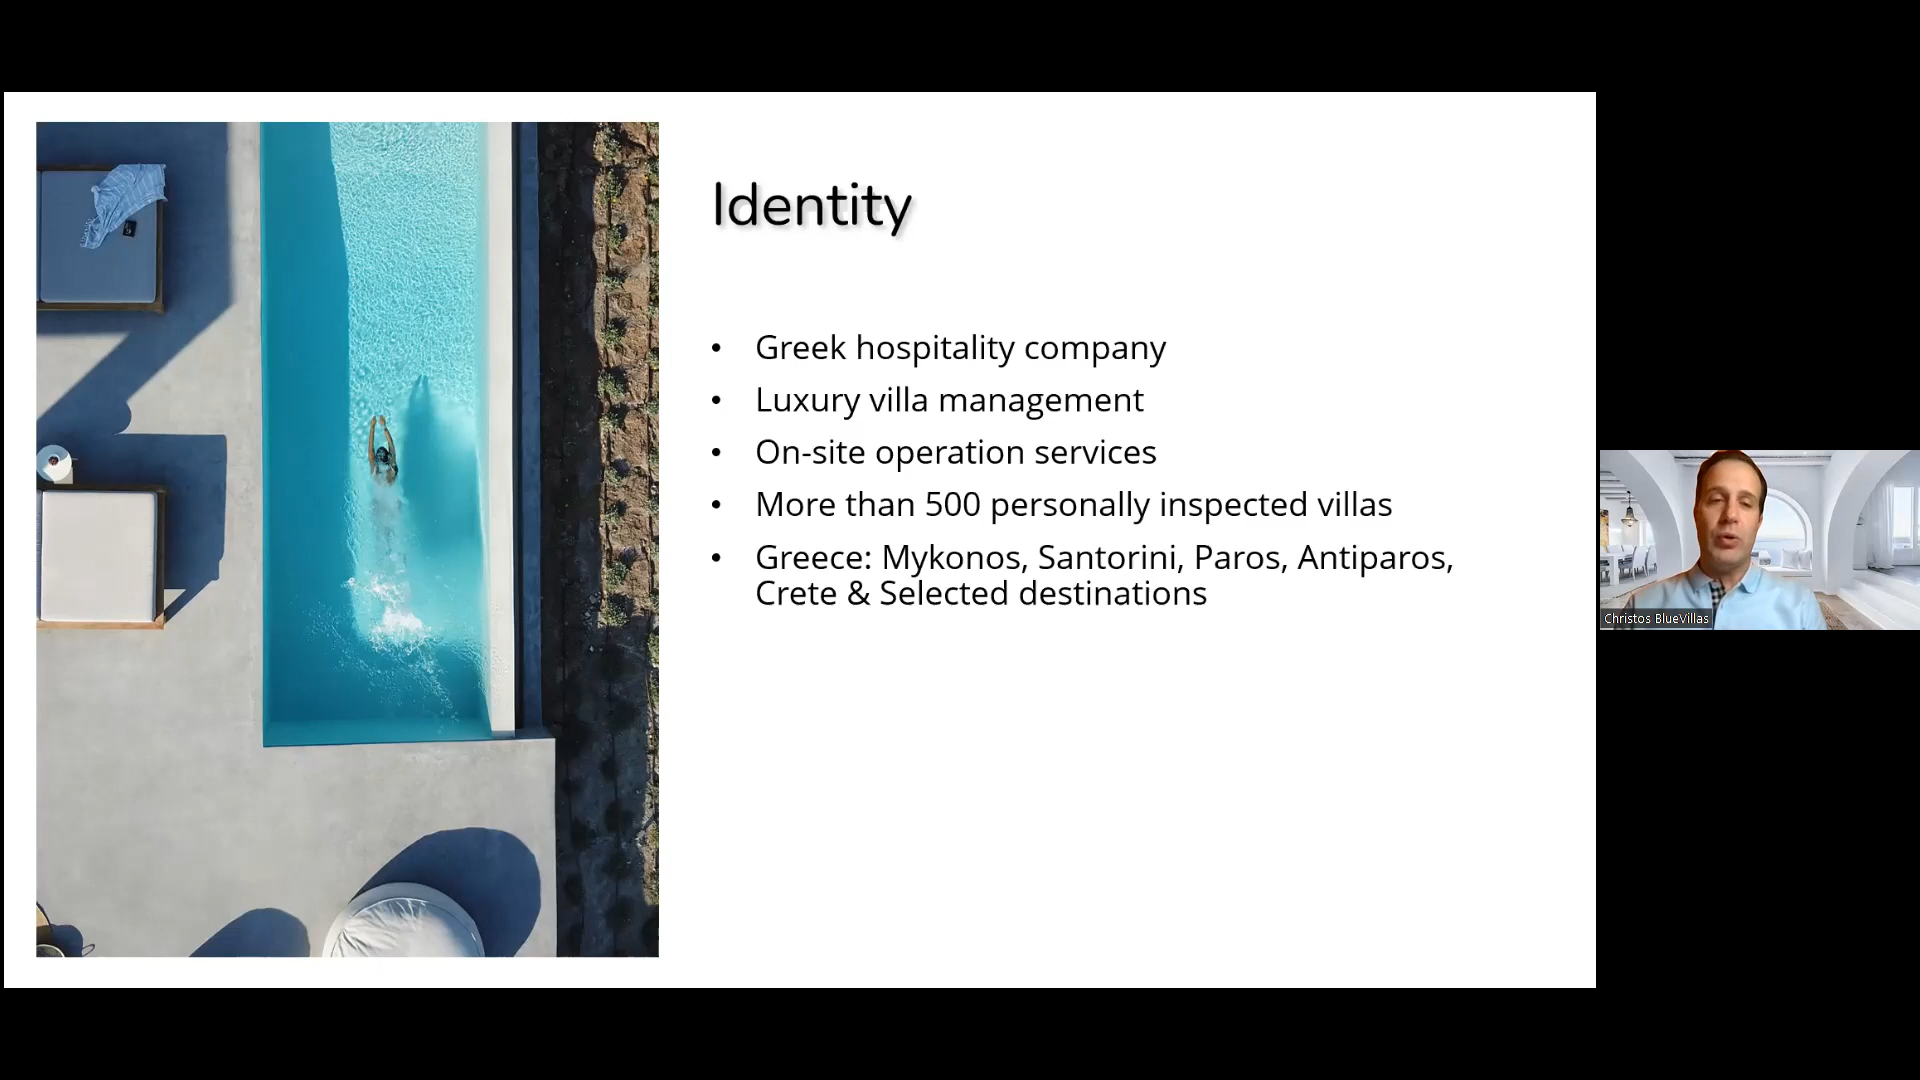 Identity
• Greek hospitality company
• Luxury villa management
• On-site operation services
• More than 500 personally inspected villas
• Greece: Mykonos, Santorini, Paros, Antiparos,
Crete & Selected destinations
Christos BlueVillas